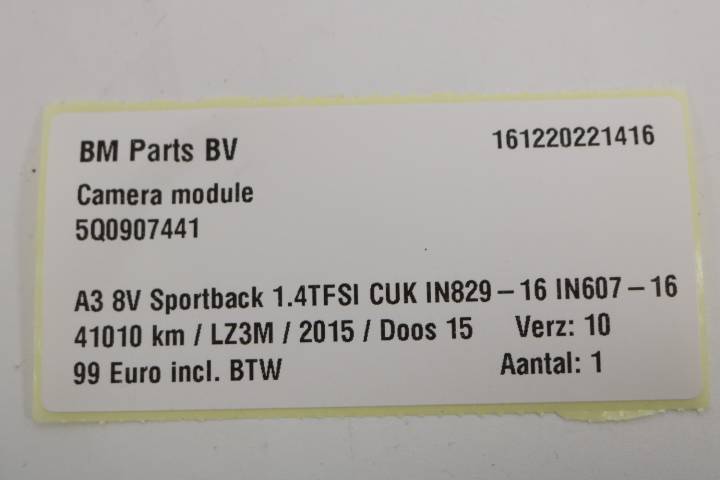 BM Parts BV 161220221416
Camera module
5Q0907441
A3 8V Sportback 1.4TFSI CUK IN829-16 IN607-16
41010 km / LZ3M / 2015 / Doos 15 Verz: 10
99 Euro incl. BTW Aantal: 1